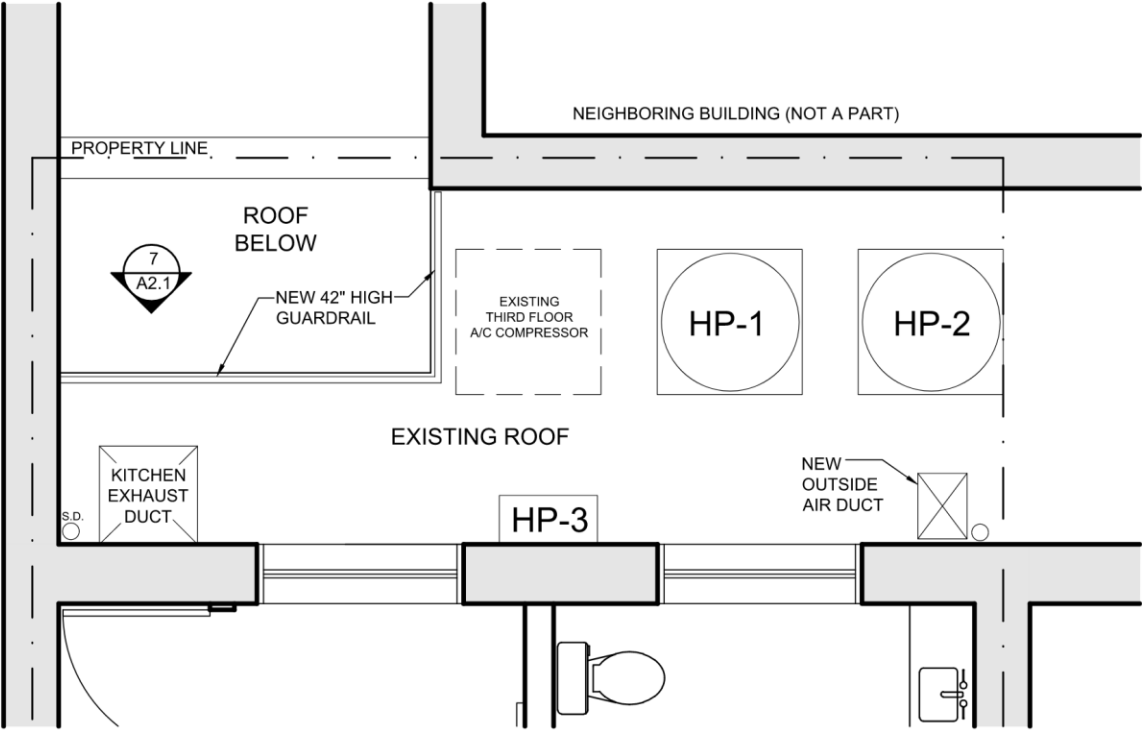 NEIGHBORING BUILDING (NOT A PART)
PROPERTY LINE
ROOF
BELOW
7
A2.1
NEW 42" HIGH
GUARDRAIL
EXISTING
THIRD FLOOR
A/C COMPRESSOR
HP-1
HP-2
EXISTING ROOF
KITCHEN
EXHAUST
DUCT
S.D.
HP-3
NEW
OUTSIDE
AIR DUCT